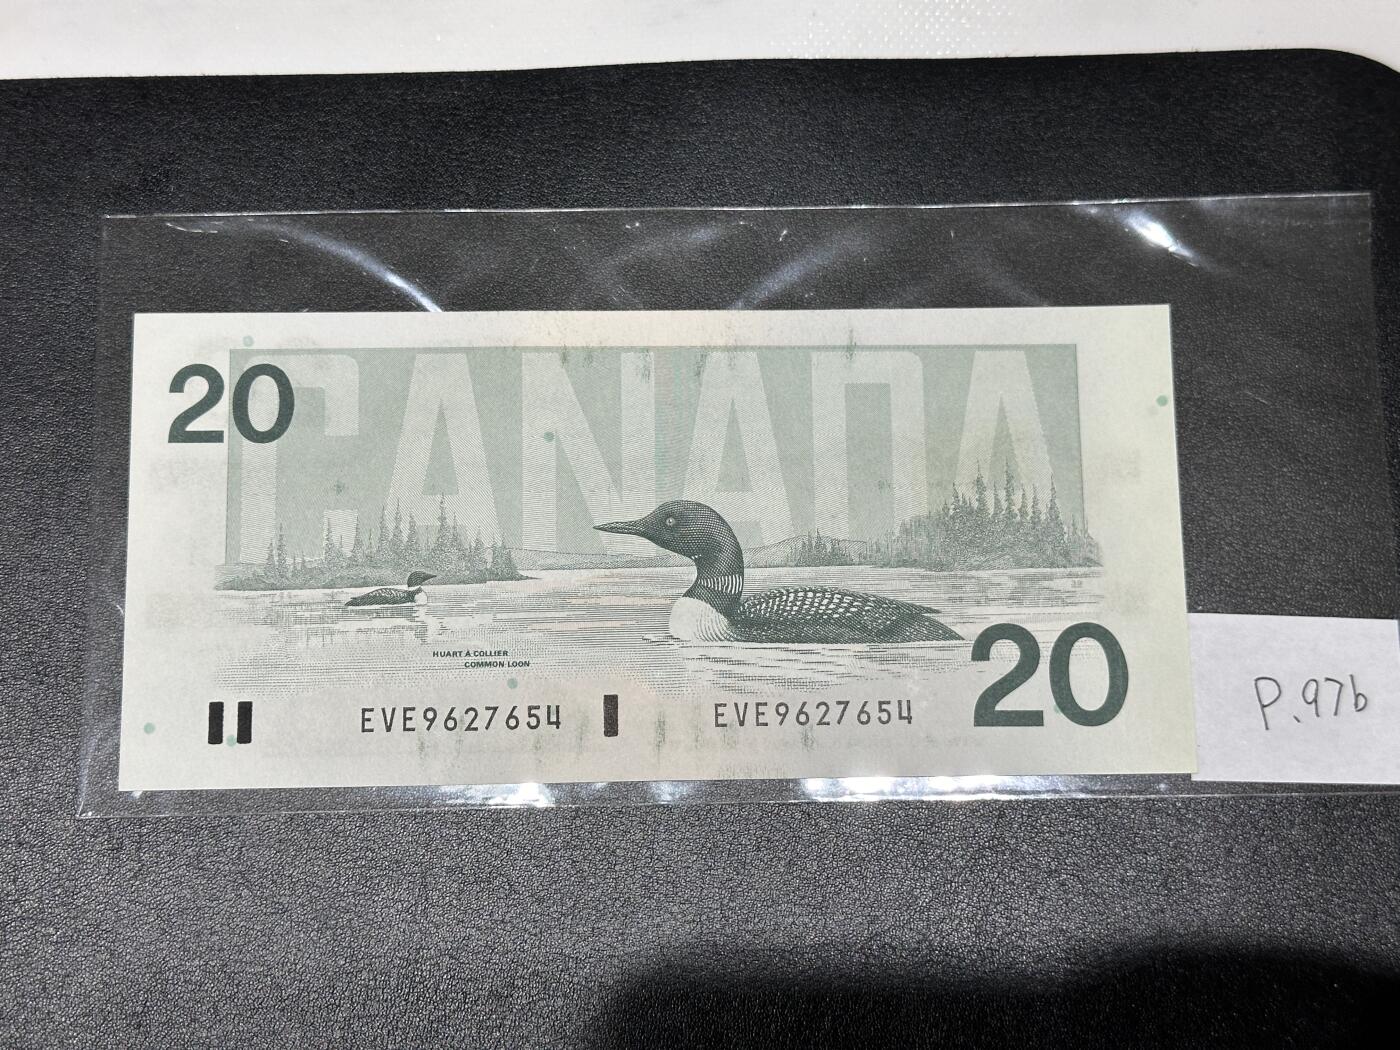 20
CANADA
HUART À COLLIER
COMMON LOON
EVE9627654
EVE9627654
20
P.97b